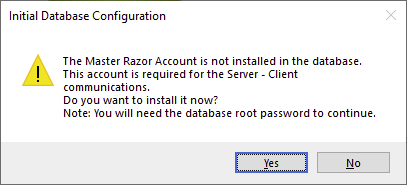 Initial Database Configuration
The Master Razor Account is not installed in the database.
This account is required for the Server - Client
communications.
Do you want to install it now?
Note: You will need the database root password to continue.
Yes
No